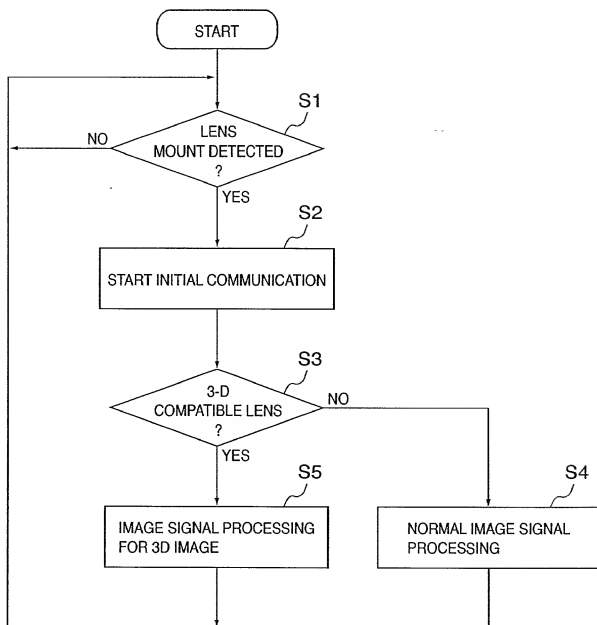 START
S1
LENS
MOUNT DETECTED
?
NO
YES
S2
START INITIAL COMMUNICATION
S3
3-D
COMPATIBLE LENS
?
NO
YES
S5
IMAGE SIGNAL PROCESSING
FOR 3D IMAGE
S4
NORMAL IMAGE SIGNAL
PROCESSING